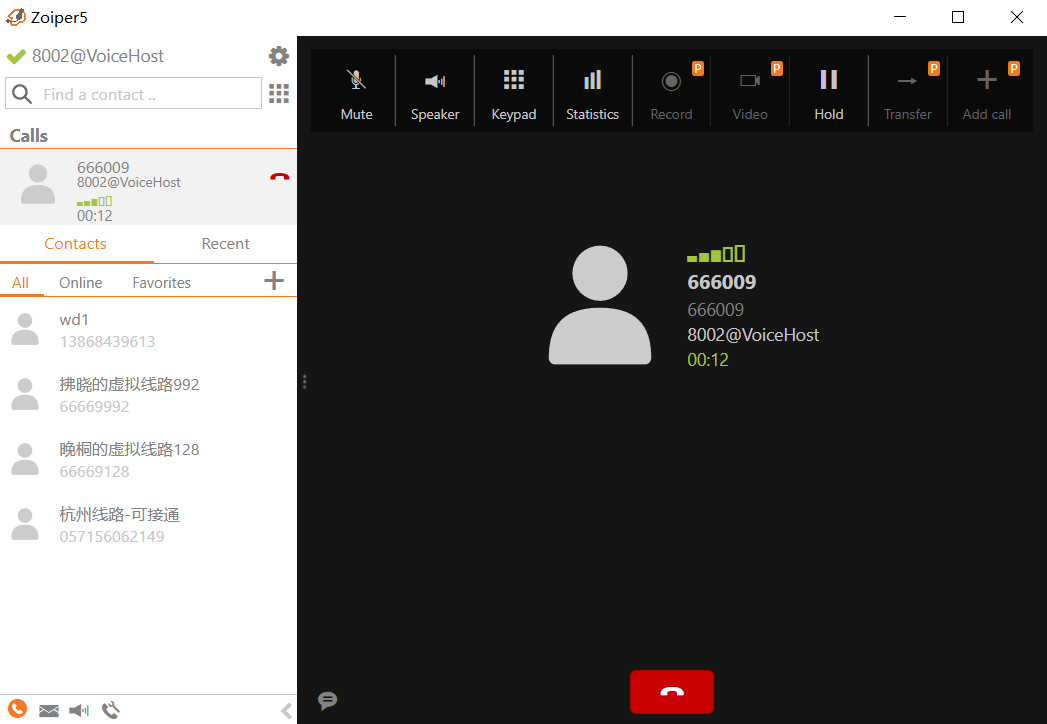 Zoiper5
8002@VoiceHost
Find a contact ..
Calls
666009
8002@VoiceHost
00:12
Contacts
Recent
All
Online
Favorites
wd1
13868439613
拂晓的虚拟线路992
66669992
晚桐的虚拟线路128
66669128
杭州线路-可接通
057156062149
Mute
Speaker
Keypad
Statistics
P
Record
P
Video
Hold
P
Transfer
P
Add call
666009
666009
8002@VoiceHost
00:12